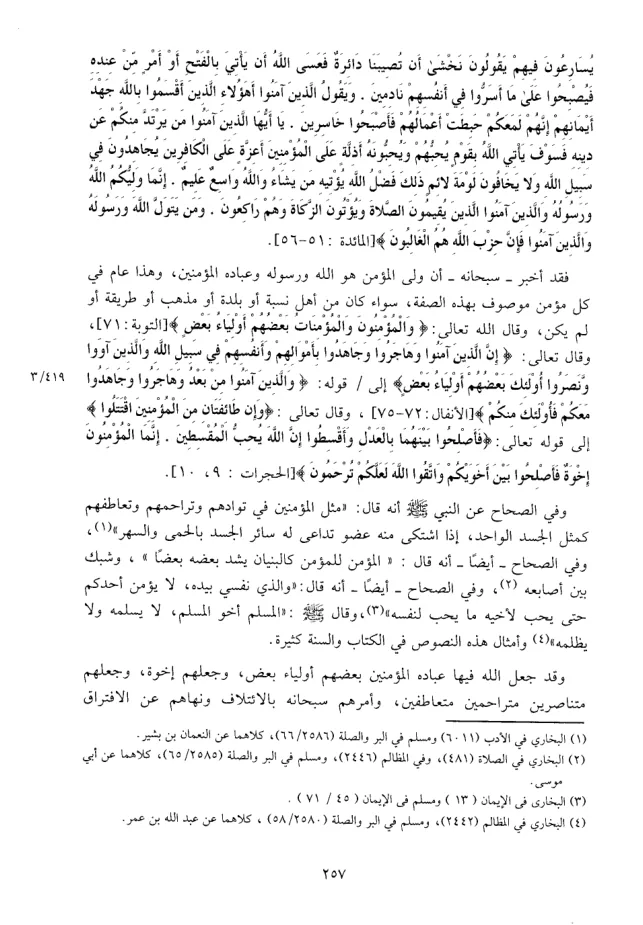 يُسَارِعُونَ فِيهِمْ يَقُولُونَ نَخْشَىٰ أَن تُصِيبَنَا دَائِرَةٌ فَعَسَى اللَّهُ أَن يَأْتِيَ بِالْفَتْحِ أَوْ أَمْرٍ مِّنْ عِندِه
فَيُصْبِحُوا عَلَىٰ مَا أَسَرُّوا فِي أَنفُسِهِمْ نَادِمِينَ . وَيَقُولُ الَّذِينَ آمَنُوا أَهَؤُلاءِ الَّذِينَ أَقْسَمُوا بِاللَّهِ جَهْدَ
أَيْمَانِهِمْ إِنَّهُمْ لَمَعَكُمْ حَبِطَتْ أَعْمَالُهُمْ فَأَصْبَحُوا خَاسِرِينَ . يَا أَيُّهَا الَّذِينَ آمَنُوا مَن يَرْتَدَّ مِنكُمْ عَن
دِينِهِ فَسَوْفَ يَأْتِي اللَّهُ بِقَوْمٍ يُحِبُّهُمْ وَيُحِبُّونَهُ أَذِلَّةٍ عَلَى الْمُؤْمِنِينَ أَعِزَّةٍ عَلَى الْكَافِرِينَ يُجَاهِدُونَ فِي
سَبِيلِ اللَّهِ وَلا يَخَافُونَ لَوْمَةَ لائِمٍ ذَلِكَ فَضْلُ اللَّهِ يُؤْتِيهِ مَن يَشَاءُ وَاللَّهُ وَاسِعٌ عَلِيمٌ . إِنَّمَا وَلِيُّكُمُ اللَّهُ
وَرَسُولُهُ وَالَّذِينَ آمَنُوا الَّذِينَ يُقِيمُونَ الصَّلاةَ وَيُؤْتُونَ الزَّكَاةَ وَهُمْ رَاكِعُونَ . وَمَن يَتَوَلَّ اللَّهَ وَرَسُولَهُ
وَالَّذِينَ آمَنُوا فَإِنَّ حِزْبَ اللَّهِ هُمُ الْغَالِبُونَ ﴾[المائدة : ٥١-٥٦].
فقد أخبر ـ سبحانه ـ أن ولى المؤمن هو الله ورسوله وعباده المؤمنين، وهذا عام في
كل مؤمن موصوف بهذه الصفة، سواء كان من أهل نسبة أو بلدة أو مذهب أو طريقة أو
لم يكن، وقال الله تعالى:﴿ وَالْمُؤْمِنُونَ وَالْمُؤْمِنَاتُ بَعْضُهُمْ أَوْلِيَاءُ بَعْضٍ ﴾[التوبة:٧١]،
وقال تعالى: ﴿ إِنَّ الَّذِينَ آمَنُوا وَهَاجَرُوا وَجَاهَدُوا بِأَمْوَالِهِمْ وَأَنفُسِهِمْ فِي سَبِيلِ اللَّهِ وَالَّذِينَ آوَوا
٣/٤١٩ وَّنَصَرُوا أُوْلَئِكَ بَعْضُهُمْ أَوْلِيَاءُ بَعْضٍ﴾ إلى / قوله: ﴿ وَالَّذِينَ آمَنُوا مِن بَعْدُ وَهَاجَرُوا وَجَاهَدُوا
مَعَكُمْ فَأُوْلَئِكَ مِنكُمْ ﴾[الأنفال:٧٢-٧٥] ، وقال تعالى :﴿وَإِن طَائِفَتَانِ مِنَ الْمُؤْمِنِينَ اقْتَتَلُوا ﴾
إلى قوله تعالى:﴿فَأَصْلِحُوا بَيْنَهُمَا بِالْعَدْلِ وَأَقْسِطُوا إِنَّ اللَّهَ يُحِبُّ الْمُقْسِطِينَ . إِنَّمَا الْمُؤْمِنُونَ
إِخْوَةٌ فَأَصْلِحُوا بَيْنَ أَخَوَيْكُمْ وَاتَّقُوا اللَّهَ لَعَلَّكُمْ تُرْحَمُونَ ﴾[الحجرات : ٩، ١٠].
وفي الصحاح عن النبي ﷺ أنه قال: «مثل المؤمنين في توادهم وتراحمهم وتعاطفهم
كمثل الجسد الواحد، إذا اشتكى منه عضو تداعى له سائر الجسد بالحمى والسهر»(١)،
وفي الصحاح ـ أيضًا ـ أنه قال : « المؤمن للمؤمن كالبنيان يشد بعضه بعضًا » ، وشبك
بين أصابعه (٢)، وفي الصحاح ـ أيضًا ـ أنه قال:«والذي نفسي بيده، لا يؤمن أحدكم
حتى يحب لأخيه ما يحب لنفسه»(٣)،وقال ﷺ :«المسلم أخو المسلم، لا يسلمه ولا
يظلمه»(٤) وأمثال هذه النصوص في الكتاب والسنة كثيرة.
وقد جعل الله فيها عباده المؤمنين بعضهم أولياء بعض، وجعلهم إخوة، وجعلهم
متناصرين متراحمين متعاطفين، وأمرهم سبحانه بالائتلاف ونهاهم عن الافتراق
(١) البخاري في الأدب (٦٠١١) ومسلم في البر والصلة (٦٦/٢٥٨٦)، كلاهما عن النعمان بن بشير.
(٢) البخاري في الصلاة (٤٨١)، وفي المظالم (٢٤٤٦)، ومسلم في البر والصلة (٦٥/٢٥٨٥)، كلاهما عن أبي
موسى.
(٣) البخارى فى الإيمان ( ١٣ ) ومسلم فى الإيمان ( ٤٥ / ٧١ ) .
(٤) البخاري في المظالم (٢٤٤٢)، ومسلم في البر والصلة (٥٨/٢٥٨٠) ، كلاهما عن عبد الله بن عمر.
٢٥٧